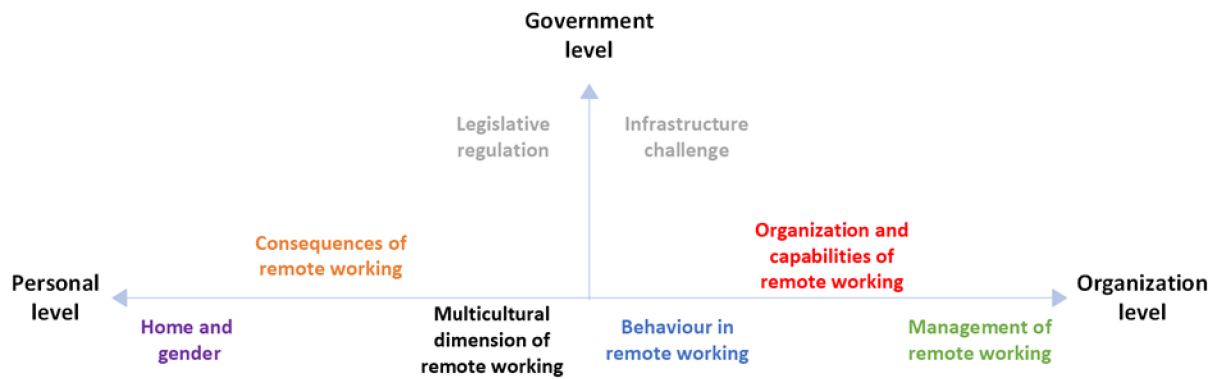 Government
level
Legislative
regulation
Infrastructure
challenge
Consequences of
remote working
Organization and
capabilities of
remote working
Personal
level
Organization
level
Home and
gender
Multicultural
dimension of
remote working
Behaviour in
remote working
Management of
remote working